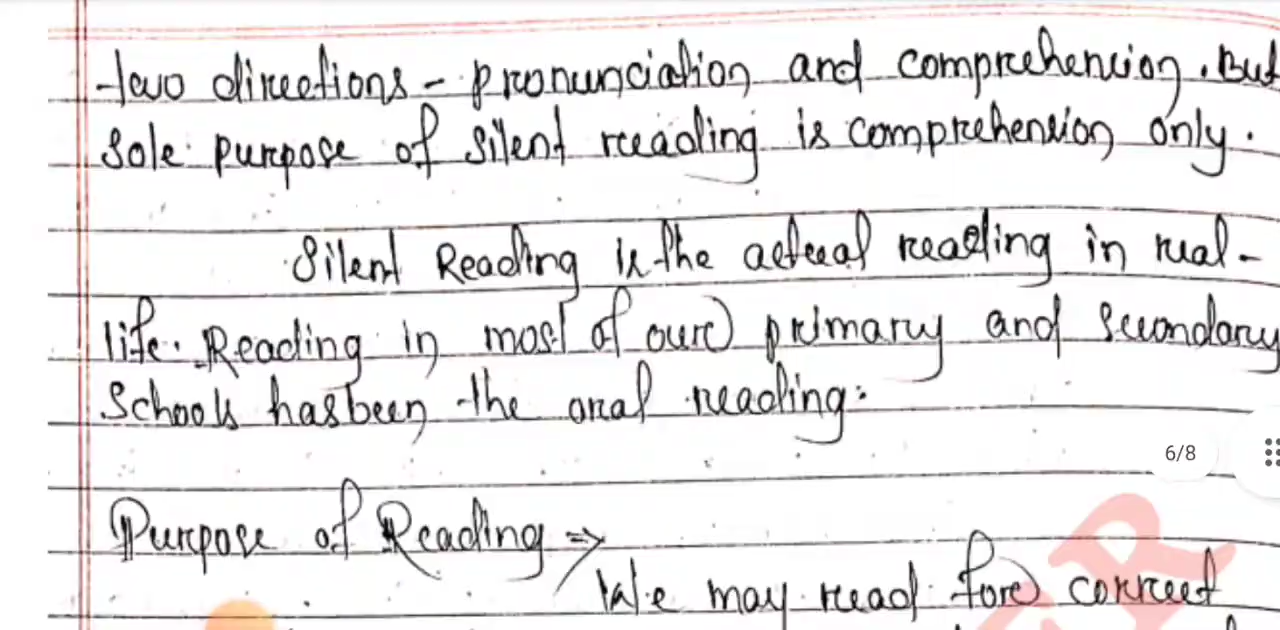 two directions - pronunciation and comprehension. But
sole purpose of silent reading is comprehension only.
Silent Reading is the actual reading in real-
life. Reading in most of our primary and secondary
Schools has been the oral reading.
6/8
Purpose of Reading ⇒
We may read for correct